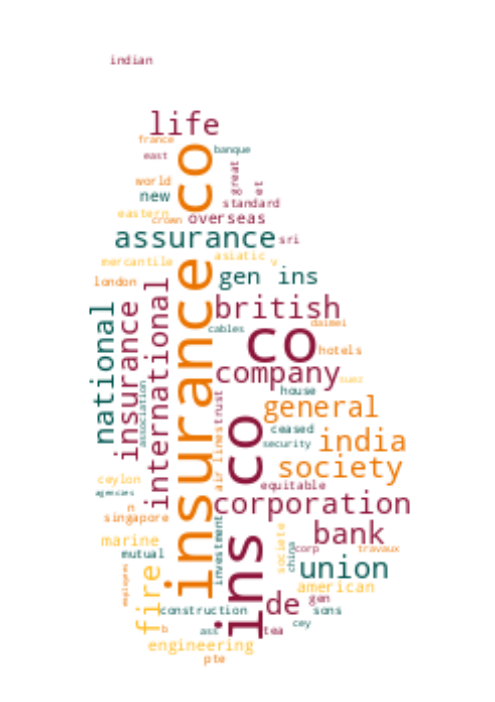 indian
life
france
east
banque
insurance co
great
et
world
new
standard
eastern
crown
overseas
assurance
sri
mercantile
asiatic
v
london
gen ins
national
insurance
international
british
cables
daimei
co
hotels
company
suez
association
house
trust
general
air lines
ins co
ceased
security
india
society
ceylon
agencies
equitable
n
singapore
corporation
investment
societe
china
bank
corp
travaux
marine
mutual
union
employees
fire
american
de
gen
construction
sons
b
ass
tea
cey
engineering
pte